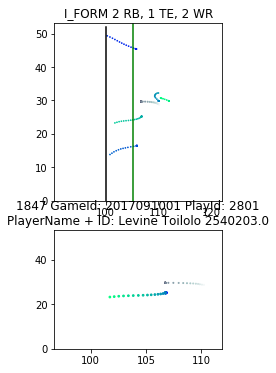 I_FORM 2 RB, 1 TE, 2 WR
50
40
30
20
10
0
100 110 120
1847 GameId: 2017091001 PlayId: 2801
PlayerName + ID: Levine Toilolo 2540203.0
40
20
0
100 105 110